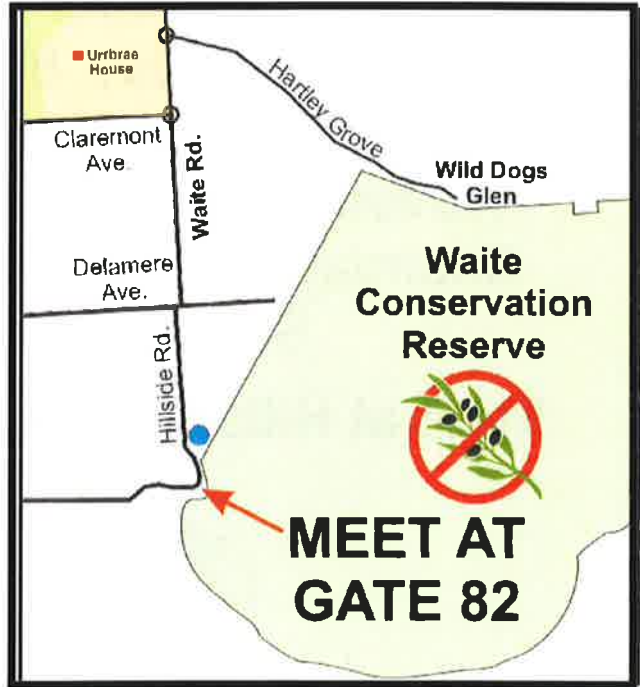 Urrbrae
House
Claremont
Ave.
Waite Rd.
Hartley Grove
Wild Dogs
Glen
Delamere
Ave.
Waite
Conservation
Reserve
Hillside Rd.
MEET AT
GATE 82